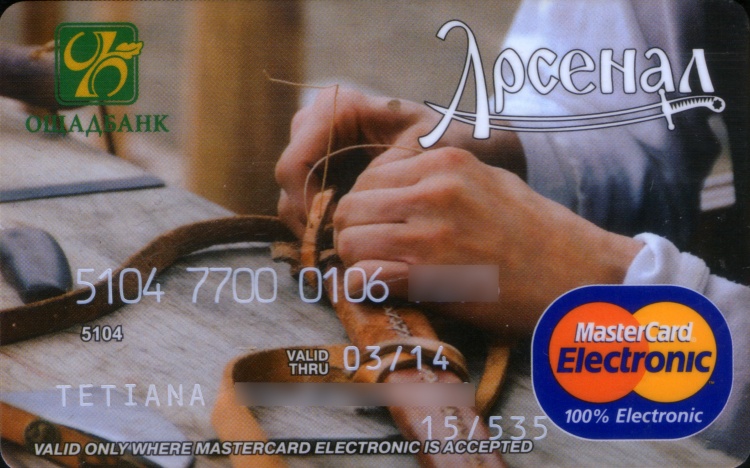 ОЩАДБАНК
Арсенал
5104 7700 0106
5104
VALID THRU 03/14
TETIANA
15/535
MasterCard
Electronic
100% Electronic
VALID ONLY WHERE MASTERCARD ELECTRONIC IS ACCEPTED